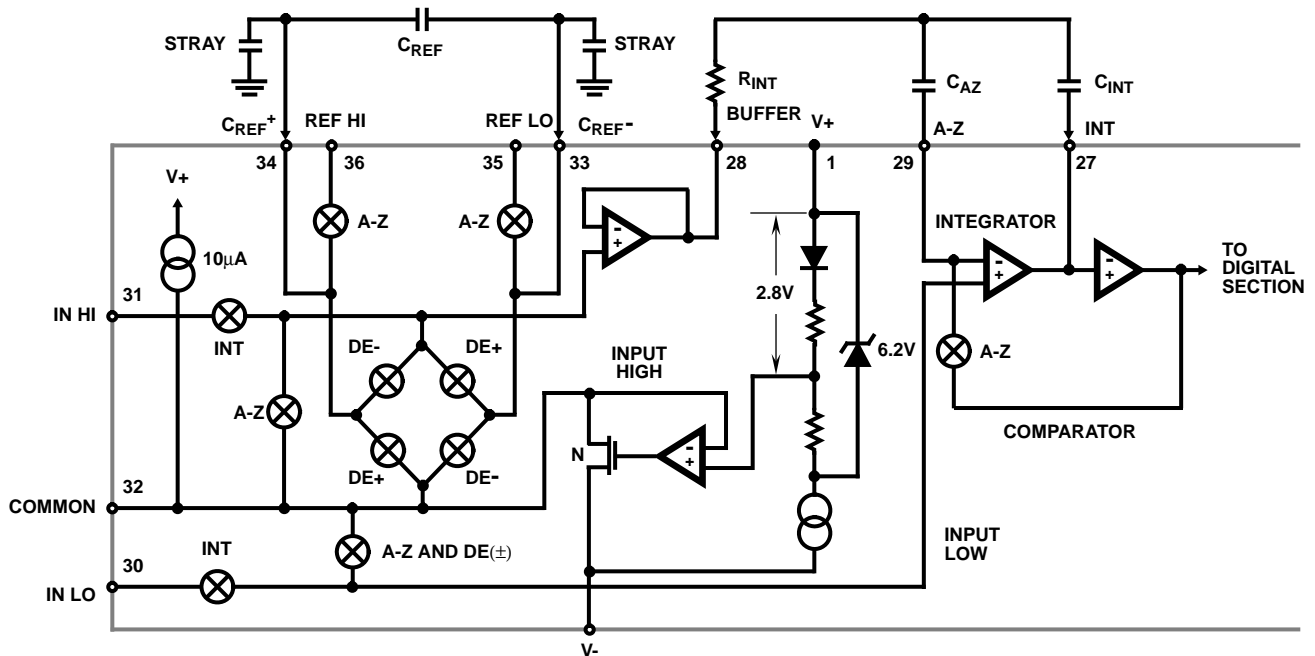 STRAY
CREF
STRAY
RINT
CAZ
CINT
CREF+
REF HI
REF LO
CREF-
BUFFER
V+
A-Z
INT
34
36
35
33
28
1
29
27
V+
A-Z
A-Z
-
+
INTEGRATOR
-
+
-
TO
DIGITAL
SECTION
10µA
2.8V
31
IN HI
INT
DE-
DE+
INPUT
HIGH
6.2V
A-Z
A-Z
COMPARATOR
N
-
+
DE+
DE-
32
COMMON
INT
A-Z AND DE(±)
INPUT
LOW
30
IN LO
V-